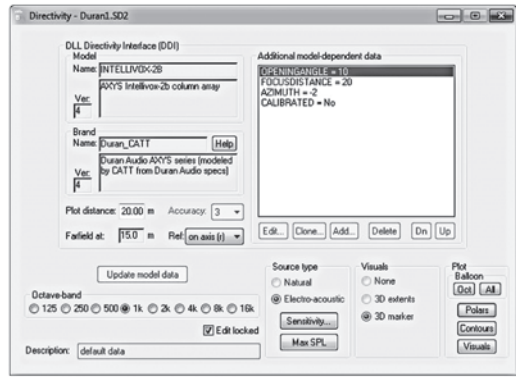 Directivity - Duran1.SD2
DLL Directivity Interface (DDI)
Model
Name: INTELLIVOX-2B
AXYS Intellivox-2b column array
Ver:
4
Brand
Name: Duran_CATT Help
Duran Audio AXYS series (modeled
by CATT from Duran Audio specs)
Ver:
4
Plot distance: 20.00 m Accuracy: 3
Farfield at: 15.0 m Ref: on axis (r)
Additional model-dependent data
OPENINGANGLE = 10
FOCUSDISTANCE = 20
AZIMUTH = -2
CALIBRATED = No
Edit... Clone... Add... Delete Dn Up
Update model data
Octave-band
125 250 500 1k 2k 4k 8k 16k
Edit locked
Description: default data
Source type
Natural
Electro-acoustic
Sensitivity...
Max SPL
Visuals
None
3D extents
3D marker
Plot
Balloon
Oct All
Polars
Contours
Visuals